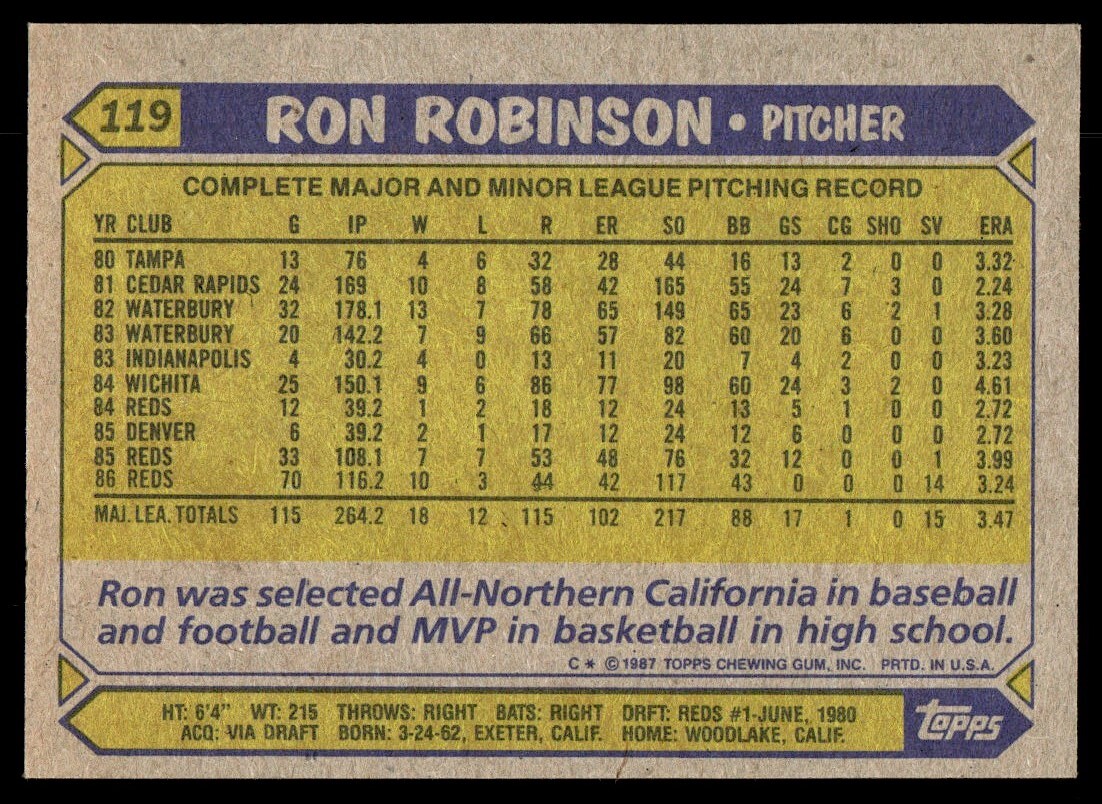 119 RON ROBINSON • PITCHER
COMPLETE MAJOR AND MINOR LEAGUE PITCHING RECORD
YR CLUB G IP W L R ER SO BB GS CG SHO SV ERA
80 TAMPA 13 76 4 6 32 28 44 16 13 2 0 0 3.32
81 CEDAR RAPIDS 24 169 10 8 58 42 165 55 24 7 3 0 2.24
82 WATERBURY 32 178.1 13 7 78 65 149 65 23 6 2 1 3.28
83 WATERBURY 20 142.2 7 9 66 57 82 60 20 6 0 0 3.60
83 INDIANAPOLIS 4 30.2 4 0 13 11 20 7 4 2 0 0 3.23
84 WICHITA 25 150.1 9 6 86 77 98 60 24 3 2 0 4.61
84 REDS 12 39.2 1 2 18 12 24 13 5 1 0 0 2.72
85 DENVER 6 39.2 2 1 17 12 24 12 6 0 0 0 2.72
85 REDS 33 108.1 7 7 53 48 76 32 12 0 0 1 3.99
86 REDS 70 116.2 10 3 44 42 117 43 0 0 0 14 3.24
MAJ. LEA. TOTALS 115 264.2 18 12 115 102 217 88 17 1 0 15 3.47
Ron was selected All-Northern California in baseball
and football and MVP in basketball in high school.
C * © 1987 TOPPS CHEWING GUM, INC. PRTD. IN U.S.A.
HT: 6'4" WT: 215 THROWS: RIGHT BATS: RIGHT DRFT: REDS #1-JUNE, 1980
ACQ: VIA DRAFT BORN: 3-24-62, EXETER, CALIF. HOME: WOODLAKE, CALIF.
topps